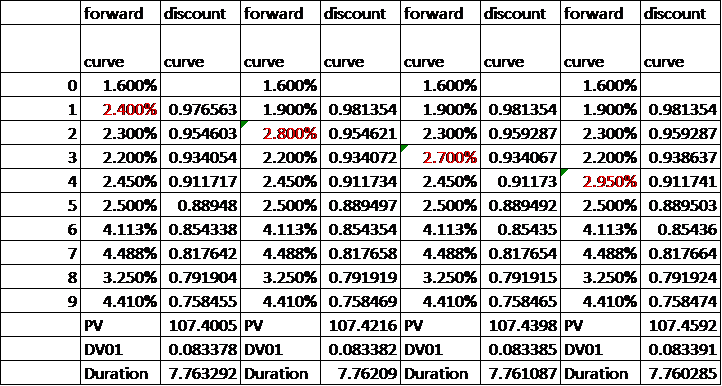 forward discount forward discount forward discount forward discount
curve curve curve curve curve curve curve curve
0 1.600% 1.600% 1.600% 1.600%
1 2.400% 0.976563 1.900% 0.981354 1.900% 0.981354 1.900% 0.981354
2 2.300% 0.954603 2.800% 0.954621 2.300% 0.959287 2.300% 0.959287
3 2.200% 0.934054 2.200% 0.934072 2.700% 0.934067 2.200% 0.938637
4 2.450% 0.911717 2.450% 0.911734 2.450% 0.91173 2.950% 0.911741
5 2.500% 0.88948 2.500% 0.889497 2.500% 0.889492 2.500% 0.889503
6 4.113% 0.854338 4.113% 0.854354 4.113% 0.85435 4.113% 0.85436
7 4.488% 0.817642 4.488% 0.817658 4.488% 0.817654 4.488% 0.817664
8 3.250% 0.791904 3.250% 0.791919 3.250% 0.791915 3.250% 0.791924
9 4.410% 0.758455 4.410% 0.758469 4.410% 0.758465 4.410% 0.758474
PV 107.4005 PV 107.4216 PV 107.4398 PV 107.4592
DV01 0.083378 DV01 0.083382 DV01 0.083385 DV01 0.083391
Duration 7.763292 Duration 7.76209 Duration 7.761087 Duration 7.760285